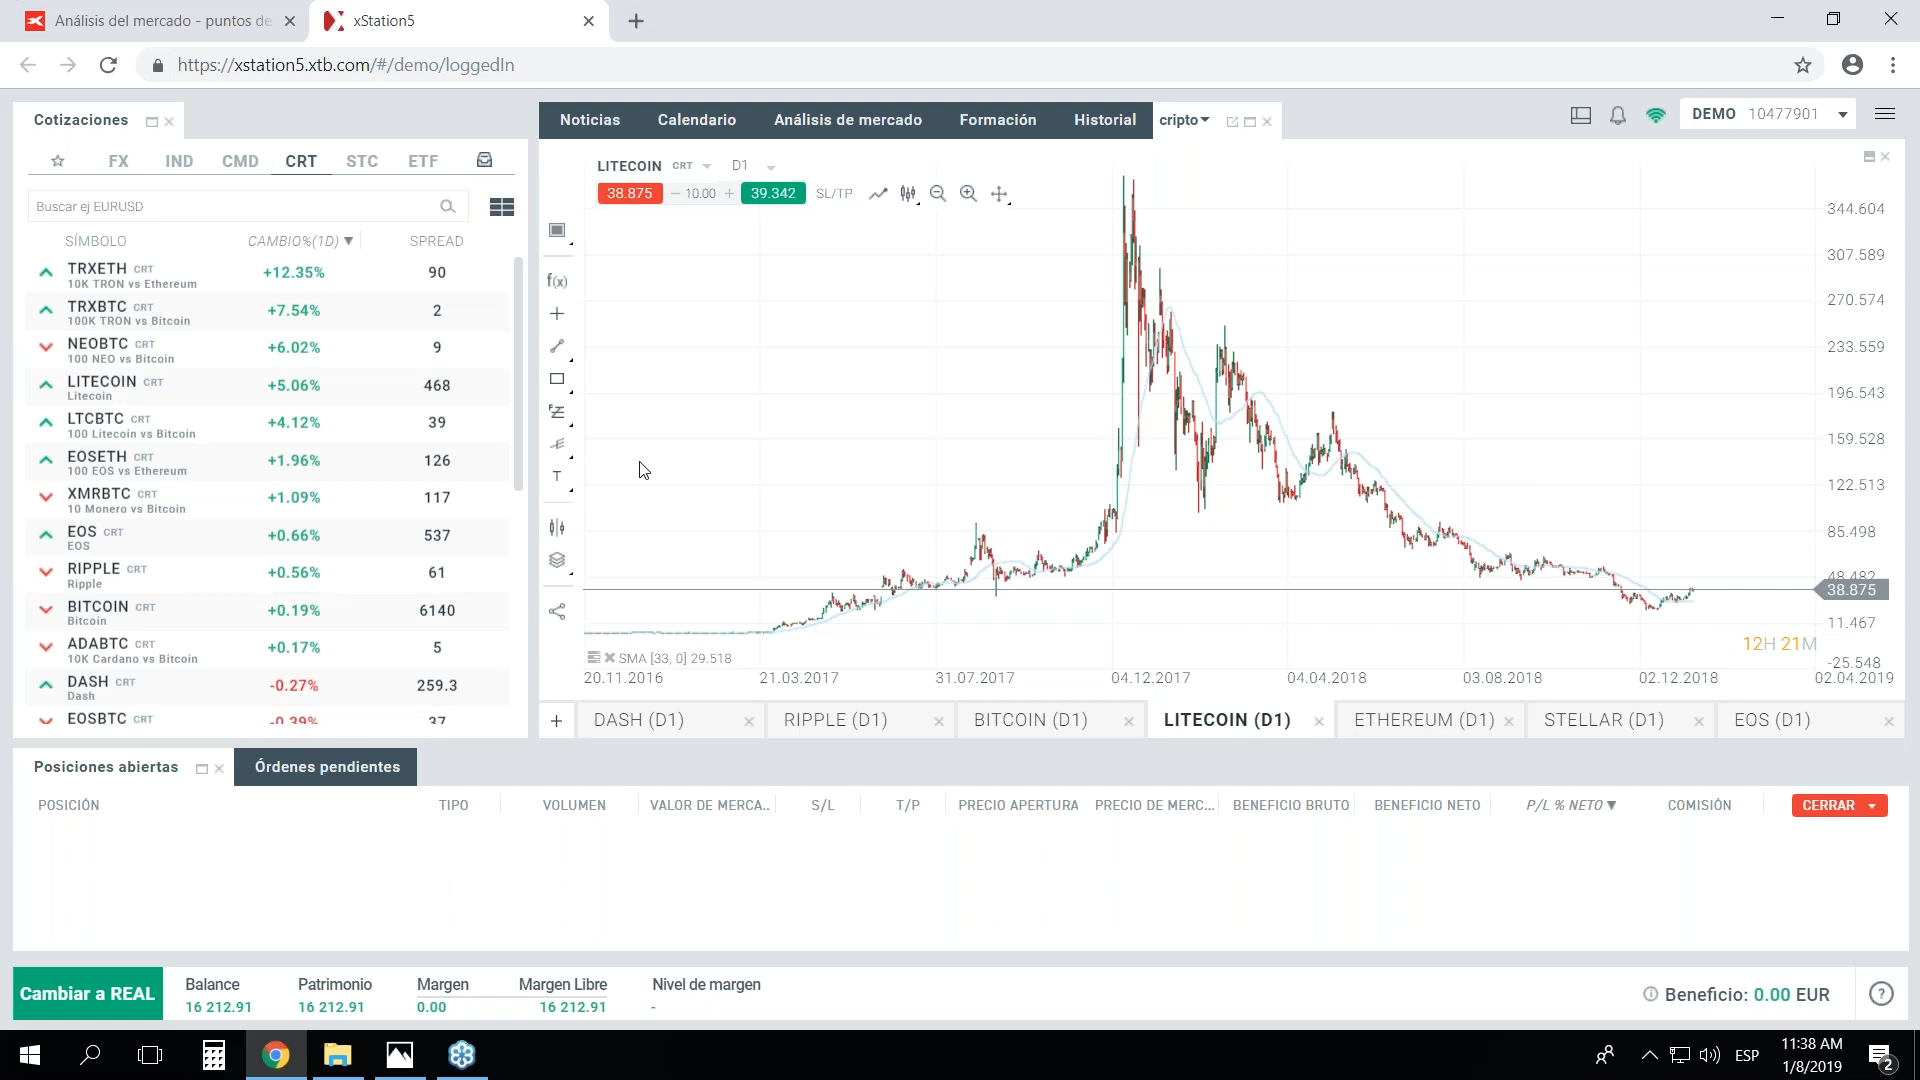 Análisis del mercado - puntos de
xStation5
https://xstation5.xtb.com/#/demo/loggedIn
Cotizaciones
FX IND CMD CRT STC ETF
Buscar ej EURUSD
SÍMBOLO CAMBIO%(1D) ▼ SPREAD
TRXETH CRT +12.35% 90
10K TRON vs Ethereum
TRXBTC CRT +7.54% 2
100K TRON vs Bitcoin
NEOBTC CRT +6.02% 9
100 NEO vs Bitcoin
LITECOIN CRT +5.06% 468
Litecoin
LTCBTC CRT +4.12% 39
100 Litecoin vs Bitcoin
EOSETH CRT +1.96% 126
100 EOS vs Ethereum
XMRBTC CRT +1.09% 117
10 Monero vs Bitcoin
EOS CRT +0.66% 537
EOS
RIPPLE CRT +0.56% 61
Ripple
BITCOIN CRT +0.19% 6140
Bitcoin
ADABTC CRT +0.17% 5
10K Cardano vs Bitcoin
DASH CRT -0.27% 259.3
Dash
EOSBTC CRT -0.39% 37
Noticias Calendario Análisis de mercado Formación Historial cripto
DEMO 10477901
LITECOIN CRT D1
38.875 − 10.00 + 39.342 SL/TP
f(x)
T
344.604
307.589
270.574
233.559
196.543
159.528
122.513
85.498
48.482
38.875
11.467
-25.548
12H 21M
SMA [33, 0] 29.518
20.11.2016 21.03.2017 31.07.2017 04.12.2017 04.04.2018 03.08.2018 02.12.2018 02.04.2019
+ DASH (D1) RIPPLE (D1) BITCOIN (D1) LITECOIN (D1) ETHEREUM (D1) STELLAR (D1) EOS (D1)
Posiciones abiertas Órdenes pendientes
POSICIÓN TIPO VOLUMEN VALOR DE MERCA.. S/L T/P PRECIO APERTURA PRECIO DE MERC... BENEFICIO BRUTO BENEFICIO NETO P/L % NETO ▼ COMISIÓN CERRAR
Cambiar a REAL
Balance Patrimonio Margen Margen Libre Nivel de margen
16 212.91 16 212.91 0.00 16 212.91 -
Beneficio: 0.00 EUR
?
ESP
11:38 AM
1/8/2019
2